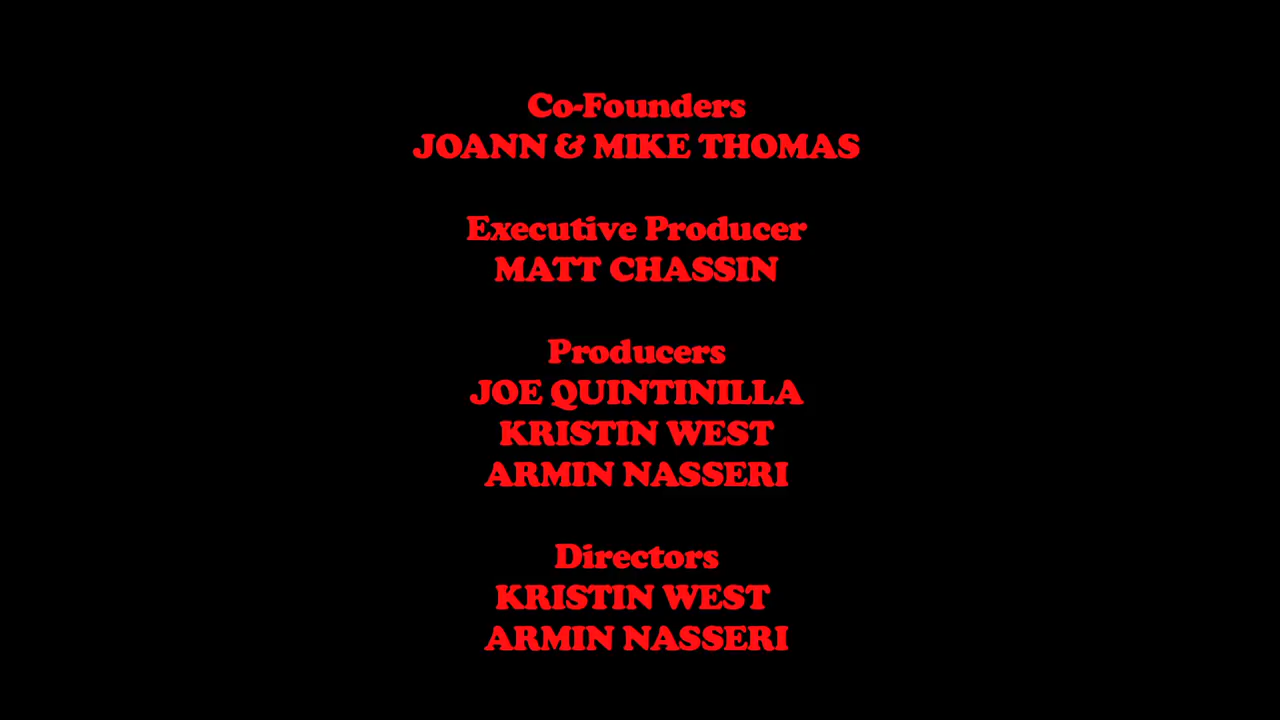 Co-Founders
JOANN & MIKE THOMAS
Executive Producer
MATT CHASSIN
Producers
JOE QUINTINILLA
KRISTIN WEST
ARMIN NASSERI
Directors
KRISTIN WEST
ARMIN NASSERI